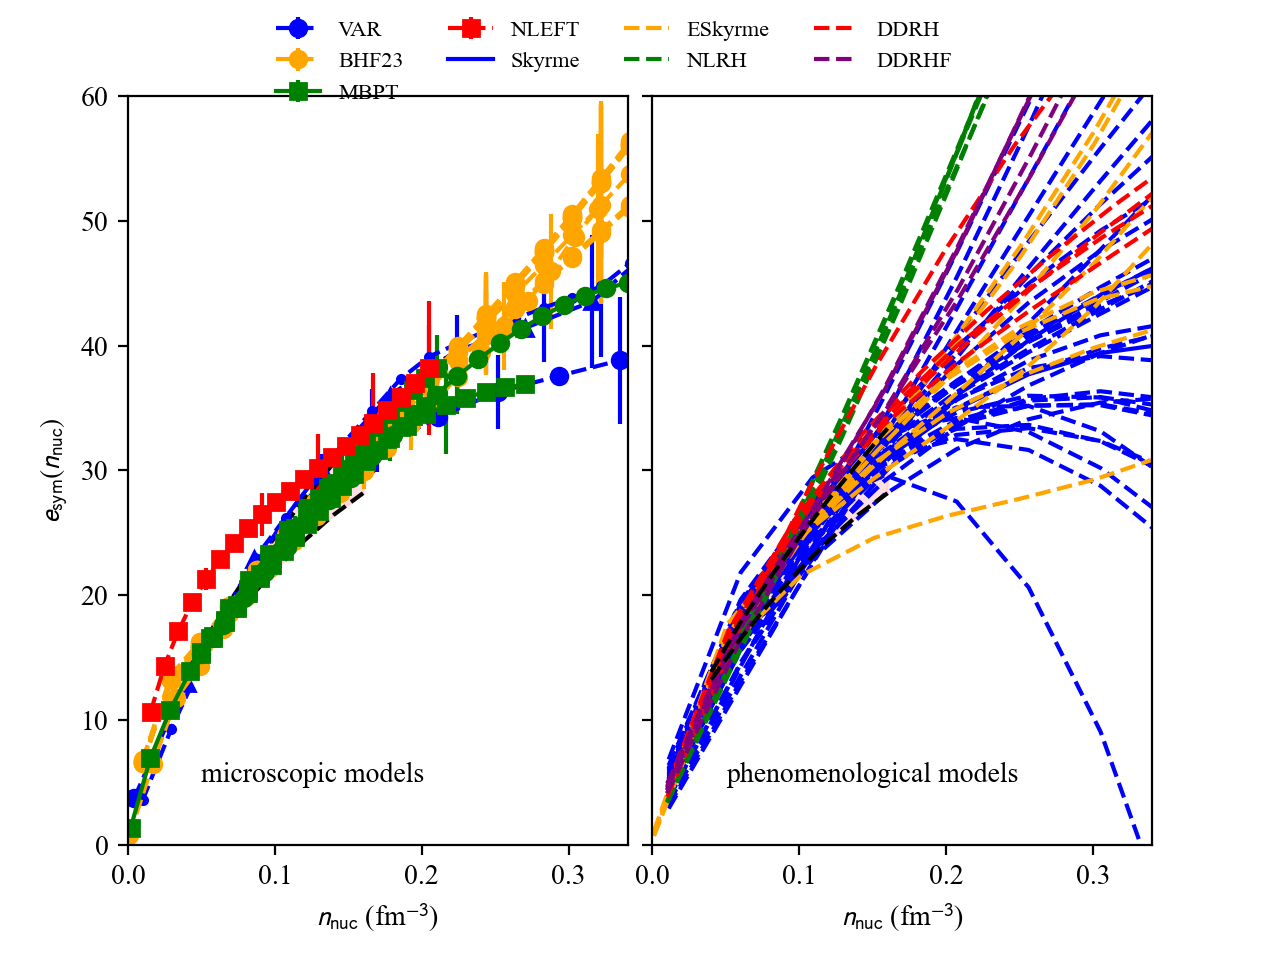 VAR NLEFT ESkyrme DDRH
BHF23 Skyrme NLRH DDRHF
MBPT
60
50
40
30
20
10
0
e_sym(n_nuc)
microscopic models
phenomenological models
0.0 0.1 0.2 0.3 0.0 0.1 0.2 0.3
n_nuc (fm⁻³) n_nuc (fm⁻³)